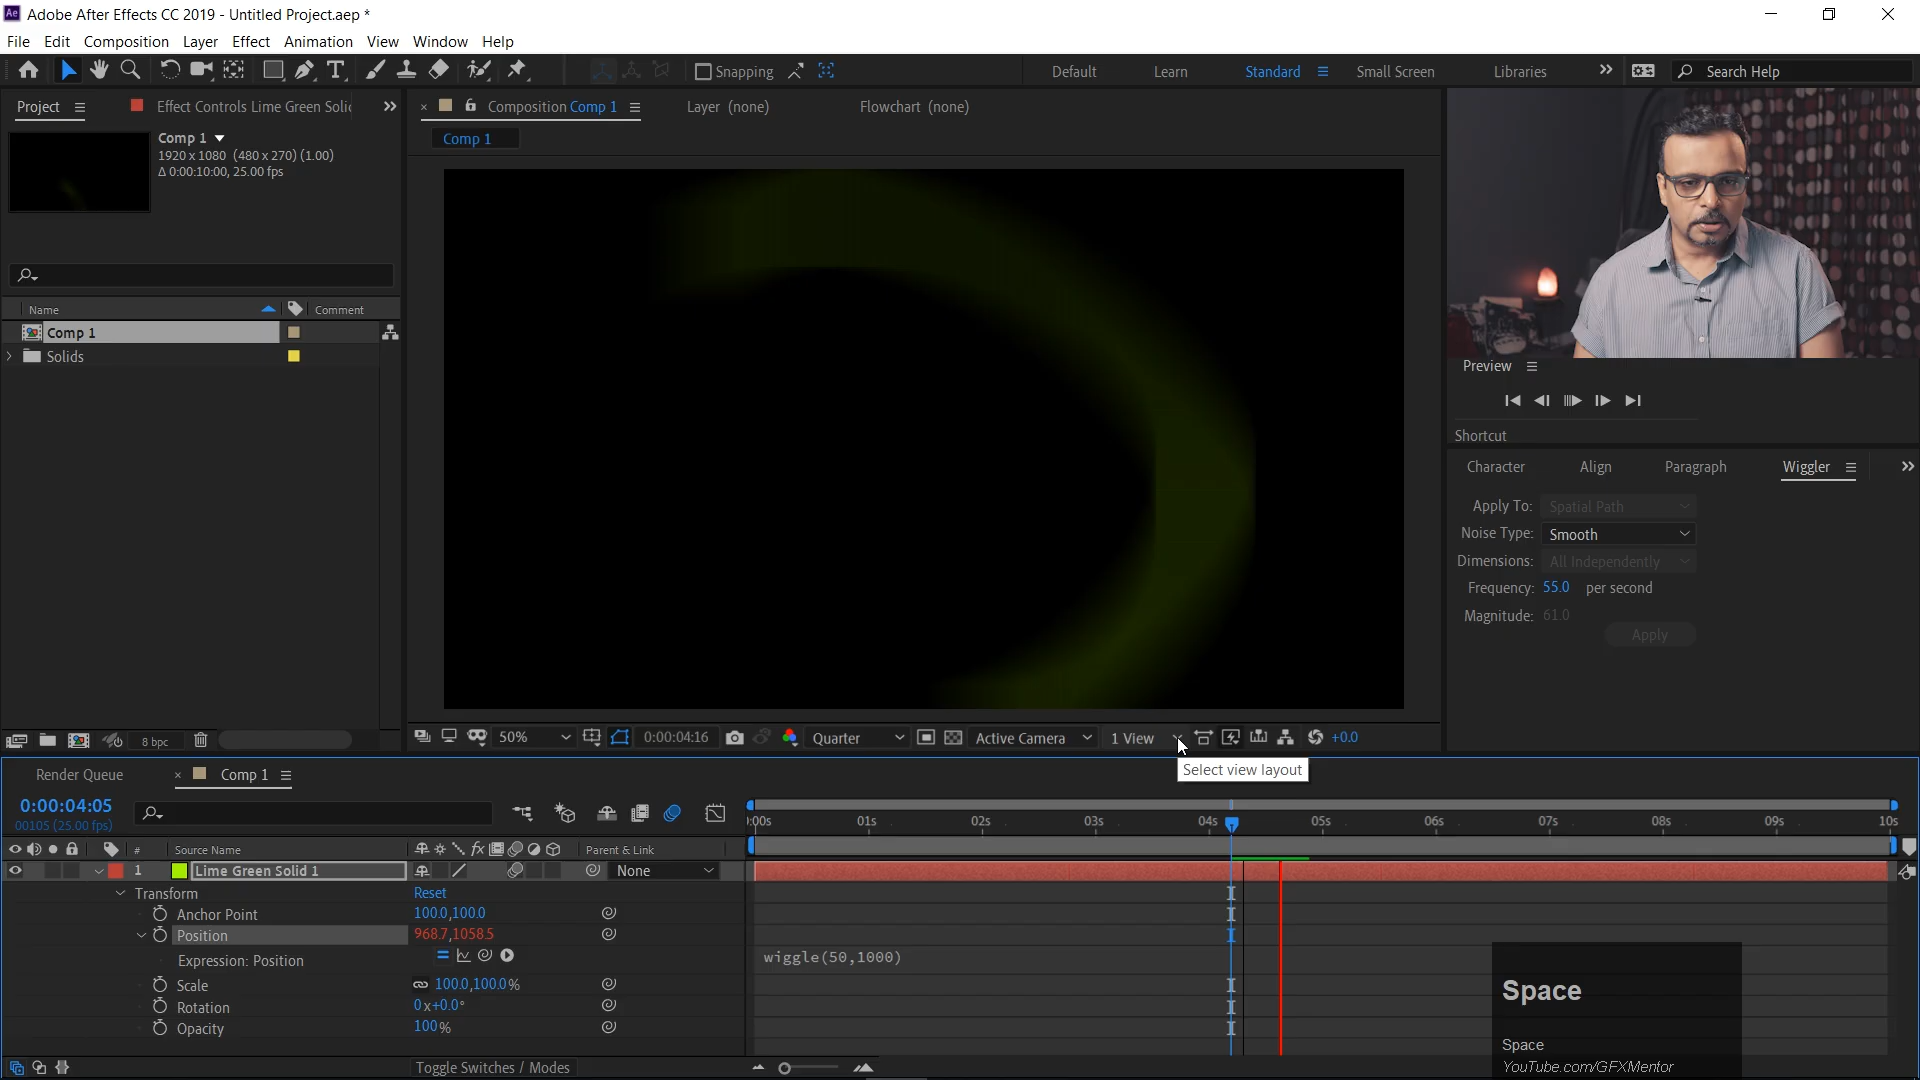 Adobe After Effects CC 2019 - Untitled Project.aep *
File Edit Composition Layer Effect Animation View Window Help
Snapping
Default Learn Standard Small Screen Libraries Search Help
Project Effect Controls Lime Green Solid
Composition Comp 1 Layer (none) Flowchart (none)
Comp 1
1920 x 1080 (480 x 270) (1.00)
Δ 0:00:10:00, 25.00 fps
Comp 1
Name Comment
Comp 1
Solids
8 bpc
50% 0:00:04:16 Quarter Active Camera 1 View +0.0
Select view layout
Preview
Shortcut
Character Align Paragraph Wiggler
Apply To: Spatial Path
Noise Type: Smooth
Dimensions: All Independently
Frequency: 55.0 per second
Magnitude: 61.0
Apply
Render Queue Comp 1
0:00:04:05
00105 (25.00 fps)
:00s 01s 02s 03s 04s 05s 06s 07s 08s 09s 10s
# Source Name fx Parent & Link
1 Lime Green Solid 1 None
Transform Reset
Anchor Point 100.0,100.0
Position 968.7,1058.5
Expression: Position wiggle(50,1000)
Scale 100.0,100.0%
Rotation 0x+0.0°
Opacity 100%
Toggle Switches / Modes
Space
Space
YouTube.com/GFXMentor